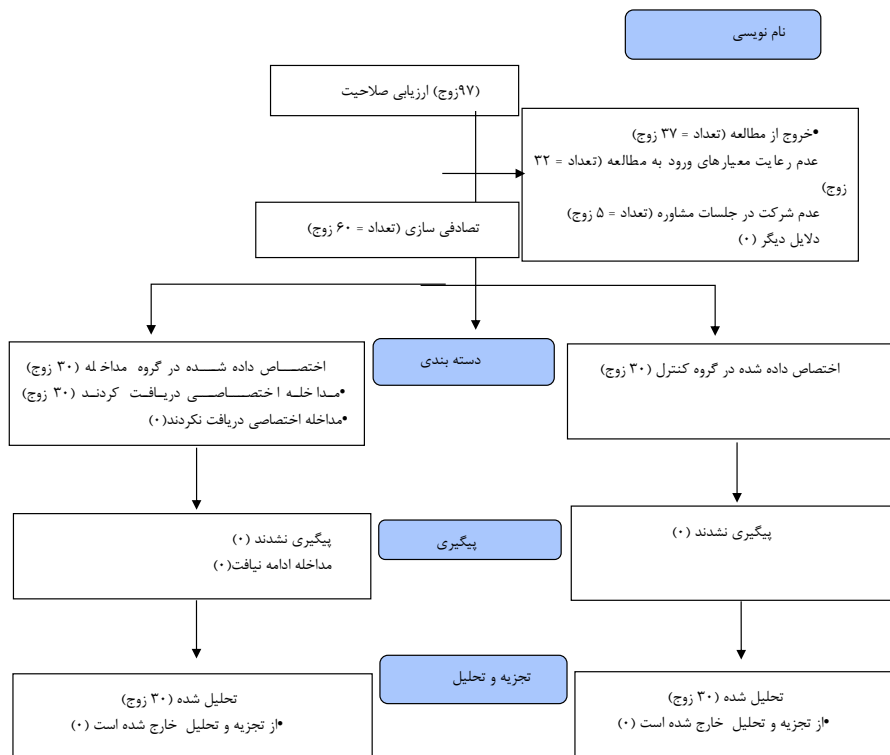 نام نویسی
ارزیابی صلاحیت (۹۷زوج)
•خروج از مطالعه (تعداد = ۳۷ زوج)
عدم رعایت معیارهای ورود به مطالعه (تعداد = ۳۲
زوج)
عدم شرکت در جلسات مشاوره (تعداد = ۵ زوج)
دلایل دیگر (۰)
تصادفی سازی (تعداد = ۶۰ زوج)
دسته بندی
اختصاص داده شده در گروه کنترل (۳۰ زوج)
اختصاص داده شده در گروه مداخله (۳۰ زوج)
•مداخله اختصاصی دریافت کردند (۳۰ زوج)
•مداخله اختصاصی دریافت نکردند(۰)
پیگیری
پیگیری نشدند (۰)
پیگیری نشدند (۰)
مداخله ادامه نیافت(۰)
تجزیه و تحلیل
تحلیل شده (۳۰ زوج)
•از تجزیه و تحلیل خارج شده است (۰)
تحلیل شده (۳۰ زوج)
•از تجزیه و تحلیل خارج شده است (۰)